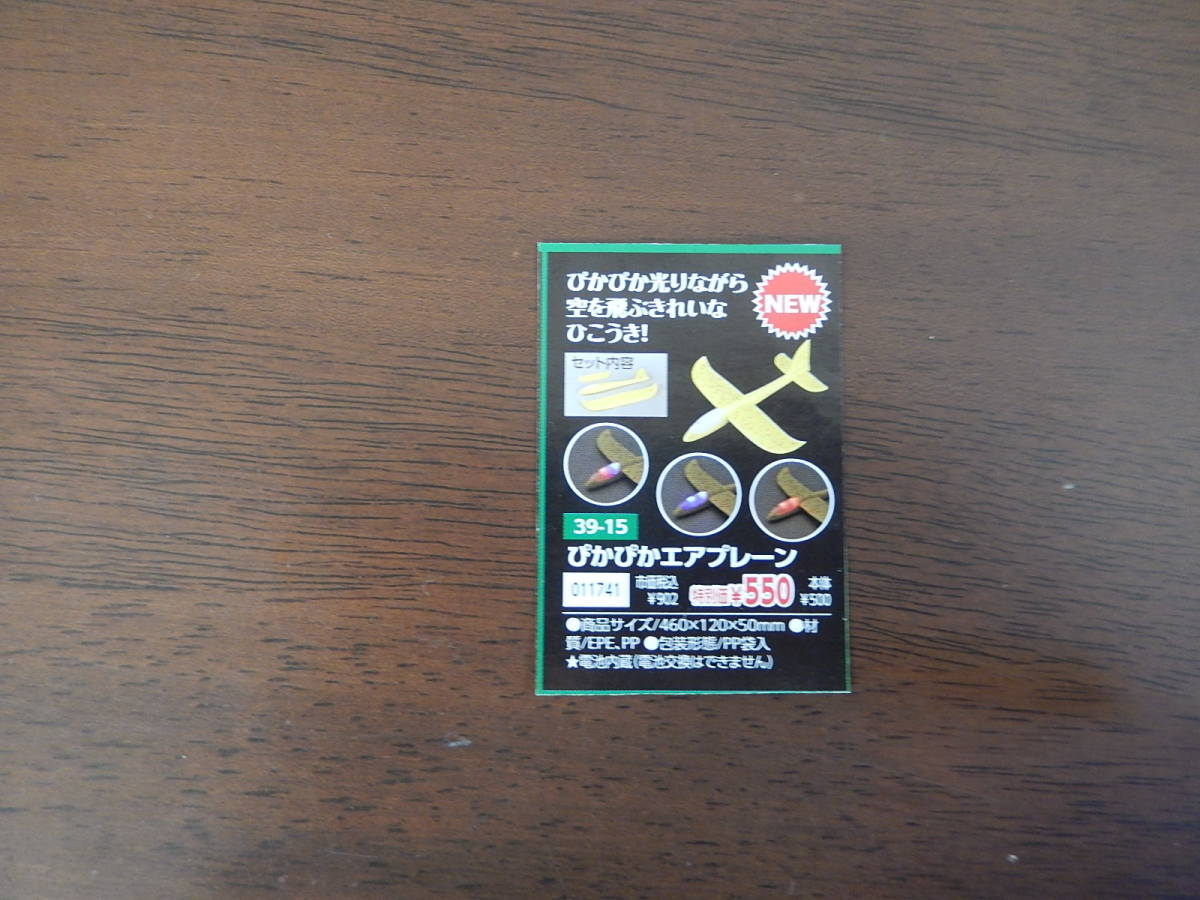 ぴかぴか光りながら
空を飛ぶきれいな
ひこうき!
NEW
セット内容
39-15
ぴかぴかエアプレーン
011741
市価税込
¥902
特別価¥550
本体
¥500
●商品サイズ/460×120×50mm ●材
質/EPE、PP ●包装形態/PP袋入
★電池内蔵(電池交換はできません)